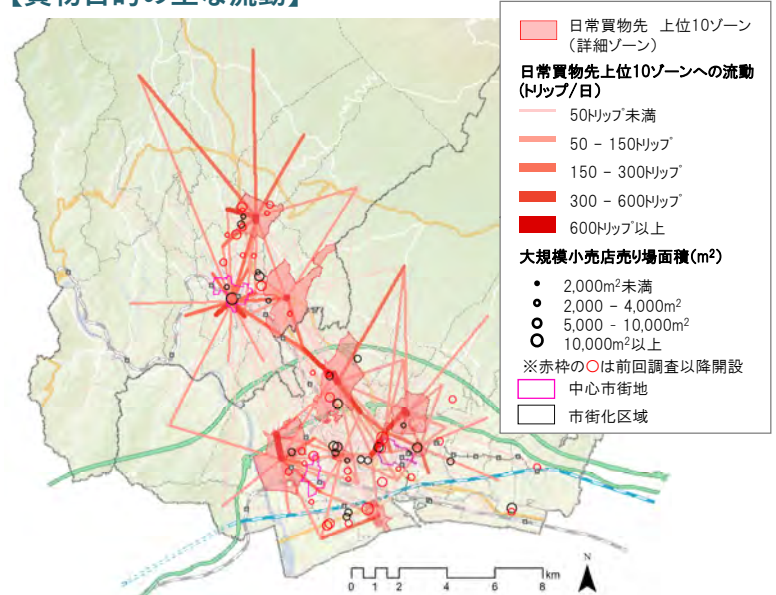 【買物目的の主な流動】
日常買物先 上位10ゾーン
(詳細ゾーン)
日常買物先上位10ゾーンへの流動
(トリップ/日)
50トリップ未満
50 - 150トリップ
150 - 300トリップ
300 - 600トリップ
600トリップ以上
大規模小売店売り場面積(m²)
2,000m²未満
2,000 - 4,000m²
5,000 - 10,000m²
10,000m²以上
※赤枠の○は前回調査以降開設
中心市街地
市街化区域
N
0 1 2 4 6 8 km